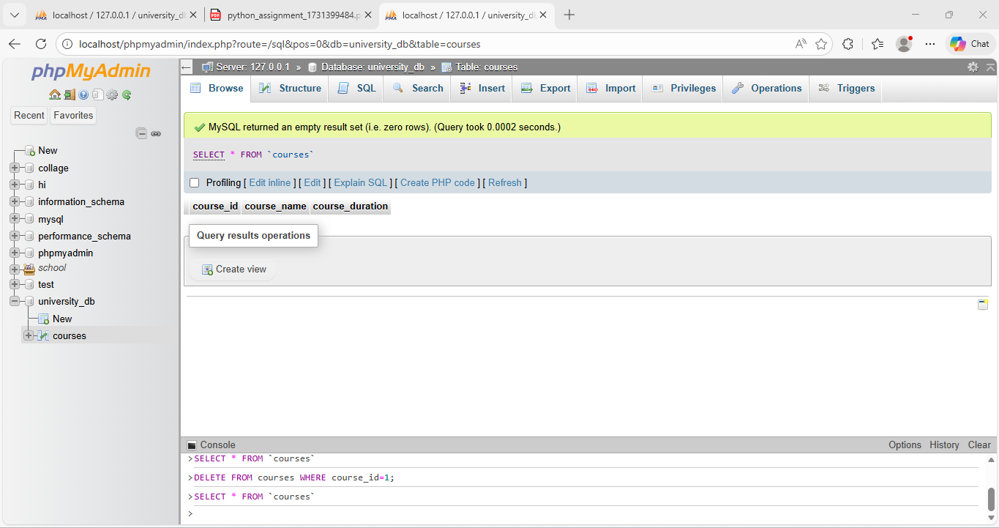 localhost / 127.0.0.1 / university_d
python_assignment_1731399484.p
localhost / 127.0.0.1 / university_d
localhost/phpmyadmin/index.php?route=/sql&pos=0&db=university_db&table=courses
Chat
phpMyAdmin
Recent
Favorites
New
collage
hi
information_schema
mysql
performance_schema
phpmyadmin
school
test
university_db
New
courses
Server: 127.0.0.1 » Database: university_db » Table: courses
Browse Structure SQL Search Insert Export Import Privileges Operations Triggers
MySQL returned an empty result set (i.e. zero rows). (Query took 0.0002 seconds.)
SELECT * FROM `courses`
Profiling [ Edit inline ] [ Edit ] [ Explain SQL ] [ Create PHP code ] [ Refresh ]
course_id course_name course_duration
Query results operations
Create view
Console Options History Clear
>SELECT * FROM `courses`
>DELETE FROM courses WHERE course_id=1;
>SELECT * FROM `courses`
>